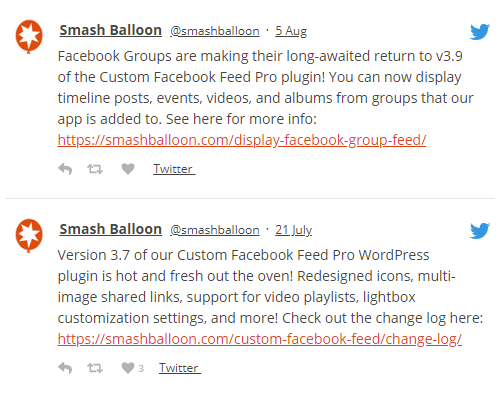 Smash Balloon @smashballoon · 5 Aug
Facebook Groups are making their long-awaited return to v3.9
of the Custom Facebook Feed Pro plugin! You can now display
timeline posts, events, videos, and albums from groups that our
app is added to. See here for more info:
https://smashballoon.com/display-facebook-group-feed/
Twitter
Smash Balloon @smashballoon · 21 July
Version 3.7 of our Custom Facebook Feed Pro WordPress
plugin is hot and fresh out the oven! Redesigned icons, multi-
image shared links, support for video playlists, lightbox
customization settings, and more! Check out the change log here:
https://smashballoon.com/custom-facebook-feed/change-log/
3 Twitter